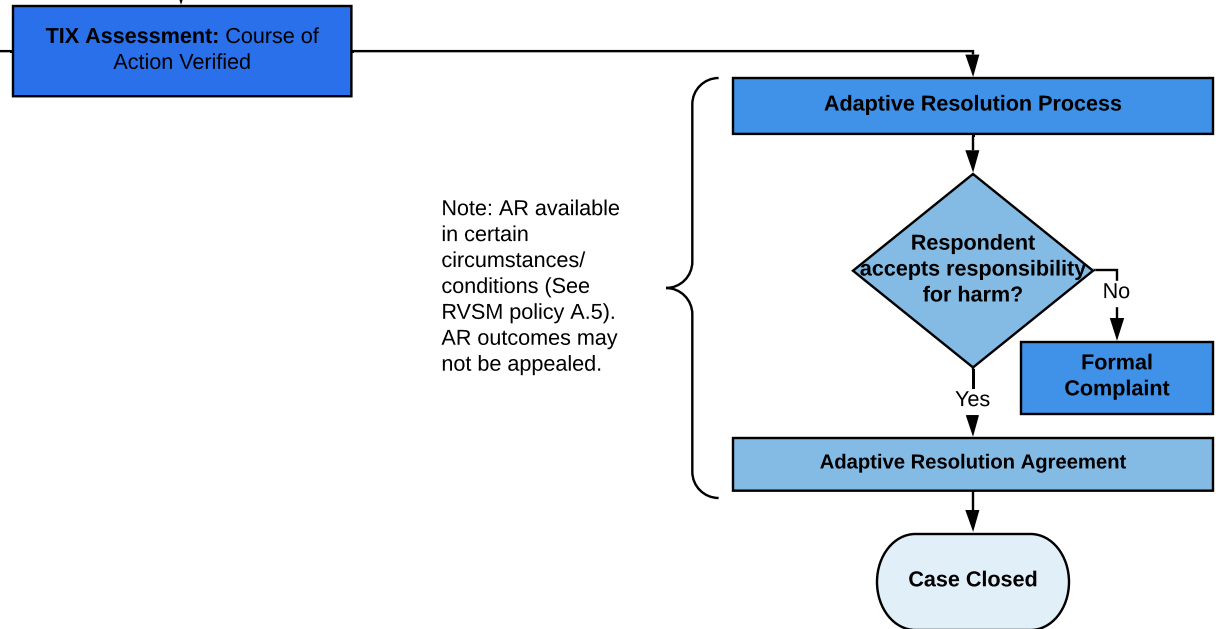 TIX Assessment: Course of
Action Verified
Adaptive Resolution Process
Note: AR available
in certain
circumstances/
conditions (See
RVSM policy A.5).
AR outcomes may
not be appealed.
Respondent
accepts responsibility
for harm?
No
Formal
Complaint
Yes
Adaptive Resolution Agreement
Case Closed